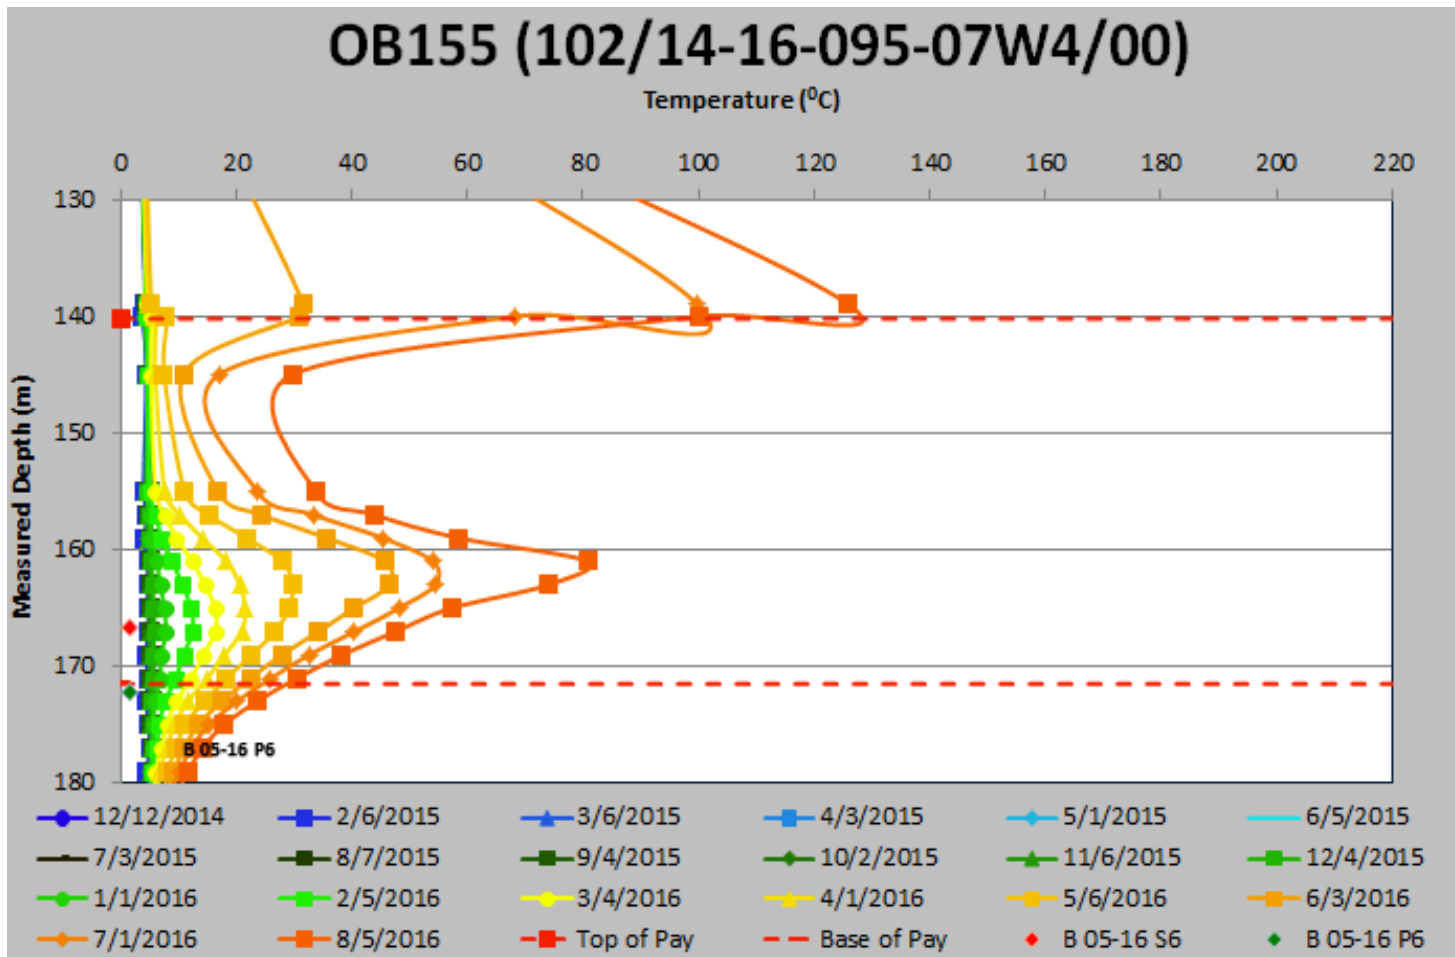 OB155 (102/14-16-095-07W4/00)
Temperature (⁰C)
0 20 40 60 80 100 120 140 160 180 200 220
130
140
150
160
170
180
Measured Depth (m)
B 05-16 P6
12/12/2014 2/6/2015 3/6/2015 4/3/2015 5/1/2015 6/5/2015
7/3/2015 8/7/2015 9/4/2015 10/2/2015 11/6/2015 12/4/2015
1/1/2016 2/5/2016 3/4/2016 4/1/2016 5/6/2016 6/3/2016
7/1/2016 8/5/2016 Top of Pay Base of Pay B 05-16 S6 B 05-16 P6